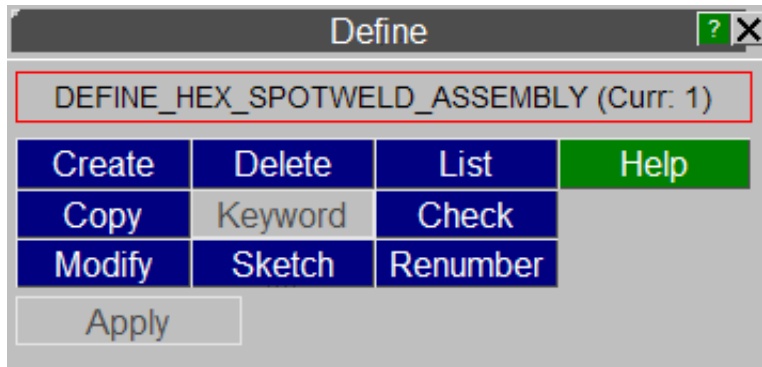 Define ? X
DEFINE_HEX_SPOTWELD_ASSEMBLY (Curr: 1)
Create Delete List Help
Copy Keyword Check
Modify Sketch Renumber
Apply